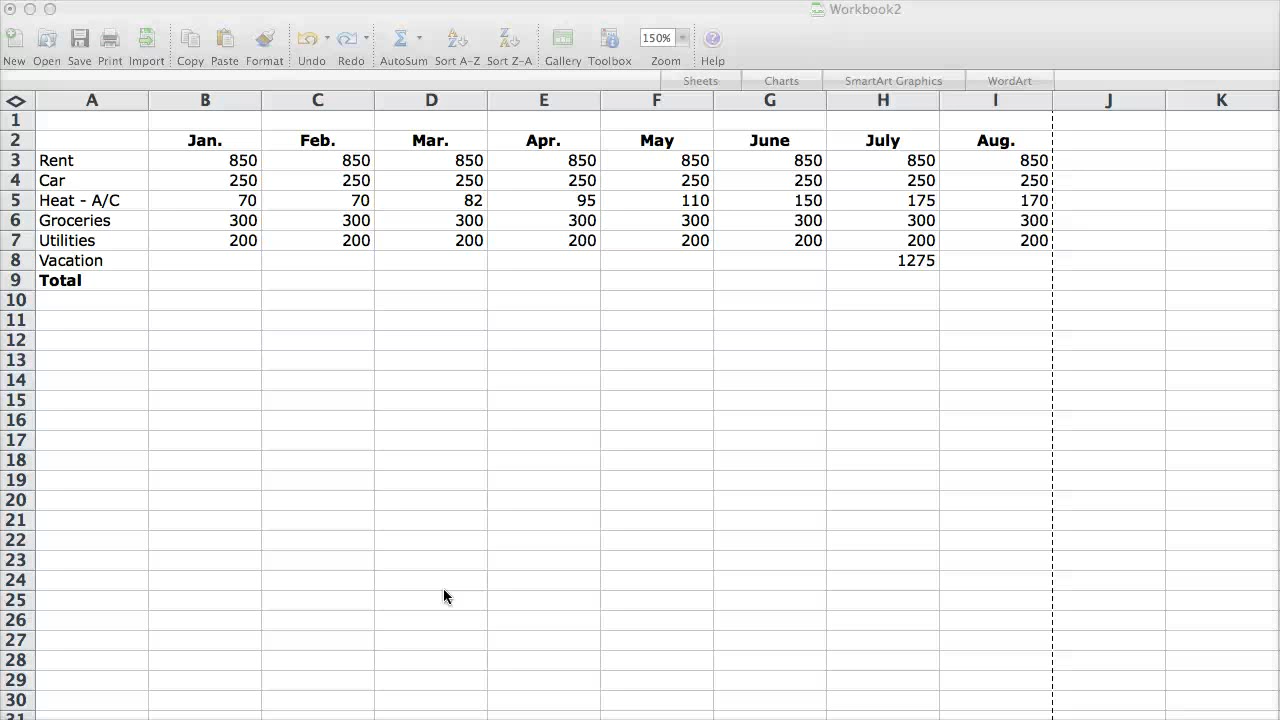 Workbook2
New Open Save Print Import Copy Paste Format Undo Redo AutoSum Sort A-Z Sort Z-A Gallery Toolbox 150% Zoom ? Help
Sheets Charts SmartArt Graphics WordArt
A B C D E F G H I J K
1
2 Jan. Feb. Mar. Apr. May June July Aug.
3 Rent 850 850 850 850 850 850 850 850
4 Car 250 250 250 250 250 250 250 250
5 Heat - A/C 70 70 82 95 110 150 175 170
6 Groceries 300 300 300 300 300 300 300 300
7 Utilities 200 200 200 200 200 200 200 200
8 Vacation 1275
9 Total
10
11
12
13
14
15
16
17
18
19
20
21
22
23
24
25
26
27
28
29
30
31